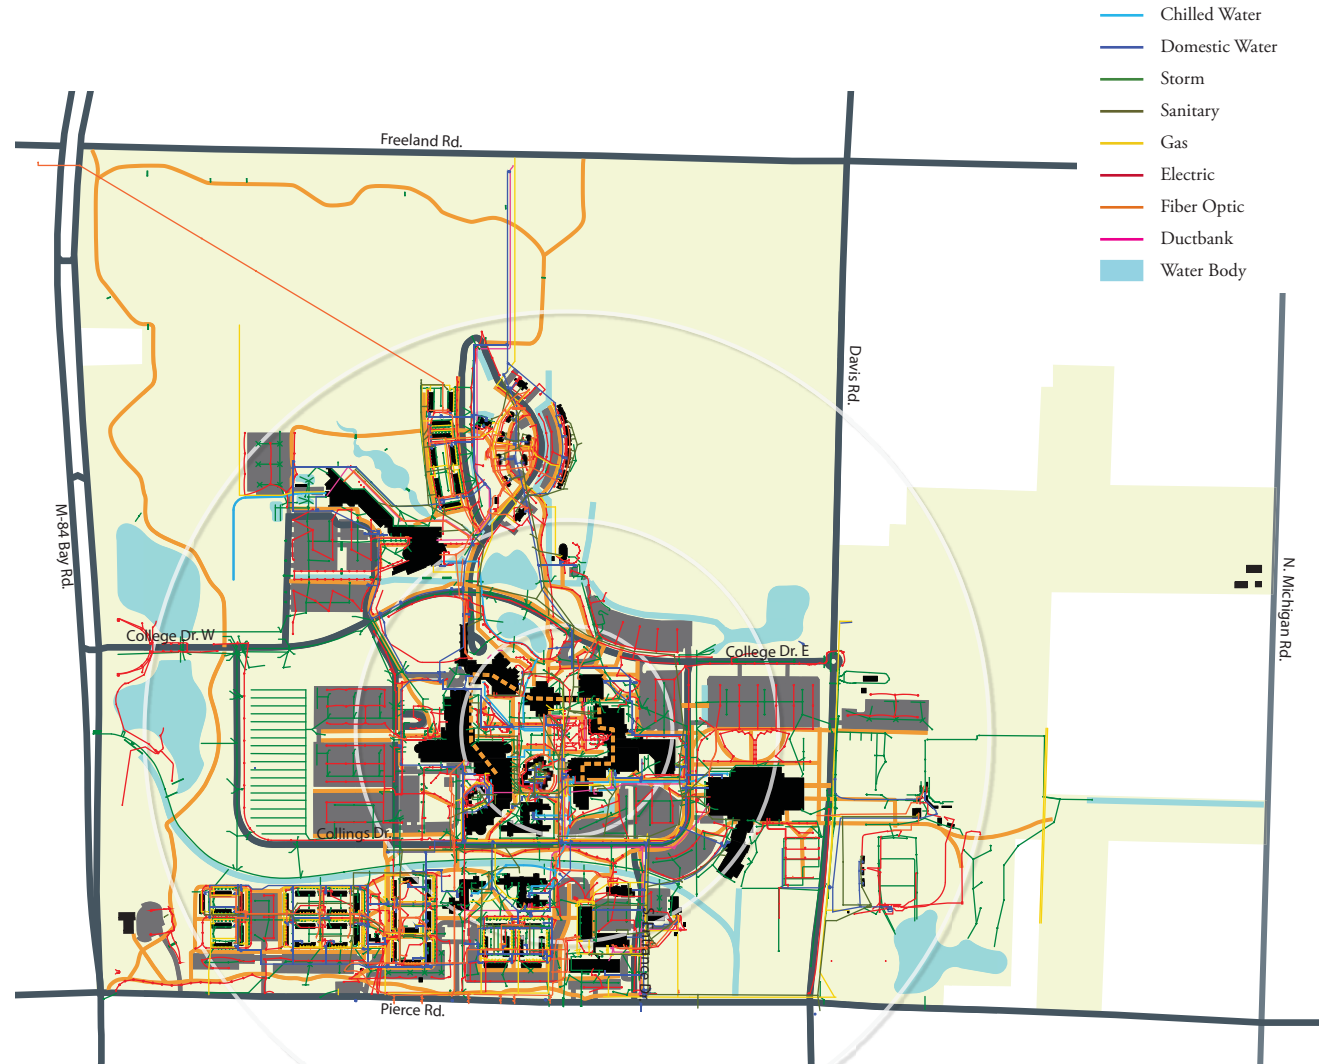 Chilled Water
Domestic Water
Storm
Sanitary
Gas
Electric
Fiber Optic
Ductbank
Water Body
Freeland Rd.
Davis Rd.
M-84 Bay Rd.
N. Michigan Rd.
College Dr. W
College Dr. E
Collings Dr.
Pierce Rd.